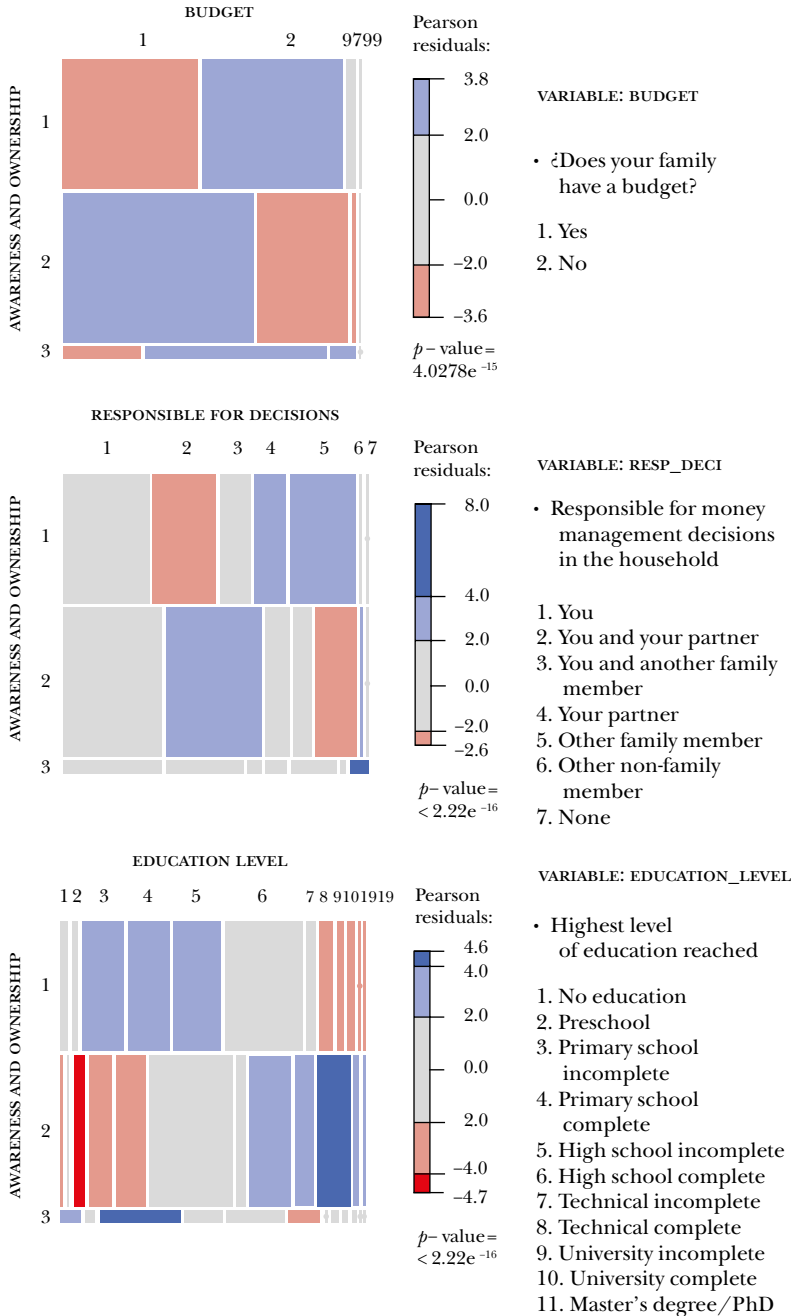 BUDGET
1 2 9799
AWARENESS AND OWNERSHIP
1
2
3
Pearson
residuals:
3.8
2.0
0.0
−2.0
−3.6
p – value =
4.0278e −15
VARIABLE: BUDGET
· ¿Does your family
have a budget?
1. Yes
2. No
RESPONSIBLE FOR DECISIONS
1 2 3 4 5 6 7
AWARENESS AND OWNERSHIP
1
2
3
Pearson
residuals:
8.0
4.0
2.0
0.0
−2.0
−2.6
p– value =
< 2.22e −16
VARIABLE: RESP_DECI
· Responsible for money
management decisions
in the household
1. You
2. You and your partner
3. You and another family
member
4. Your partner
5. Other family member
6. Other non-family
member
7. None
EDUCATION LEVEL
1 2 3 4 5 6 7 8 9101919
AWARENESS AND OWNERSHIP
1
2
3
Pearson
residuals:
4.6
4.0
2.0
0.0
2.0
−4.0
−4.7
p– value =
< 2.22e −16
VARIABLE: EDUCATION_LEVEL
· Highest level
of education reached
1. No education
2. Preschool
3. Primary school
incomplete
4. Primary school
complete
5. High school incomplete
6. High school complete
7. Technical incomplete
8. Technical complete
9. University incomplete
10. University complete
11. Master's degree/PhD